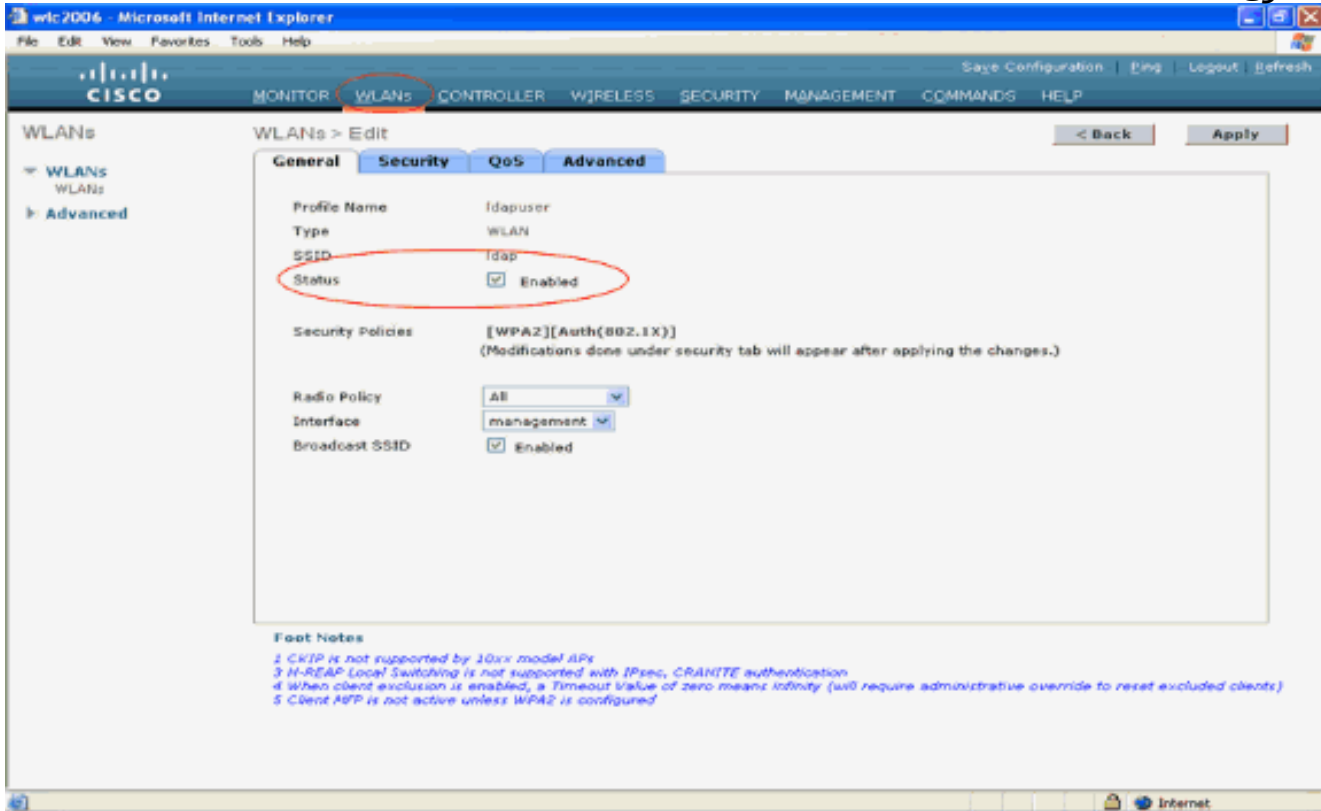 wlc2006 - Microsoft Internet Explorer
File Edit View Favorites Tools Help
Save Configuration | Ping | Logout | Refresh
CISCO
MONITOR WLANs CONTROLLER WIRELESS SECURITY MANAGEMENT COMMANDS HELP
WLANs
WLANs
WLANs
Advanced
WLANs > Edit
< Back
Apply
General Security QoS Advanced
Profile Name ldapuser
Type WLAN
SSID ldap
Status Enabled
Security Policies [WPA2][Auth(802.1X)]
(Modifications done under security tab will appear after applying the changes.)
Radio Policy All
Interface management
Broadcast SSID Enabled
Foot Notes
1 CKIP is not supported by 10xx model APs
3 H-REAP Local Switching is not supported with IPsec, CRANITE authentication
4 When client exclusion is enabled, a Timeout Value of zero means infinity (will require administrative override to reset excluded clients)
5 Client MFP is not active unless WPA2 is configured
Internet